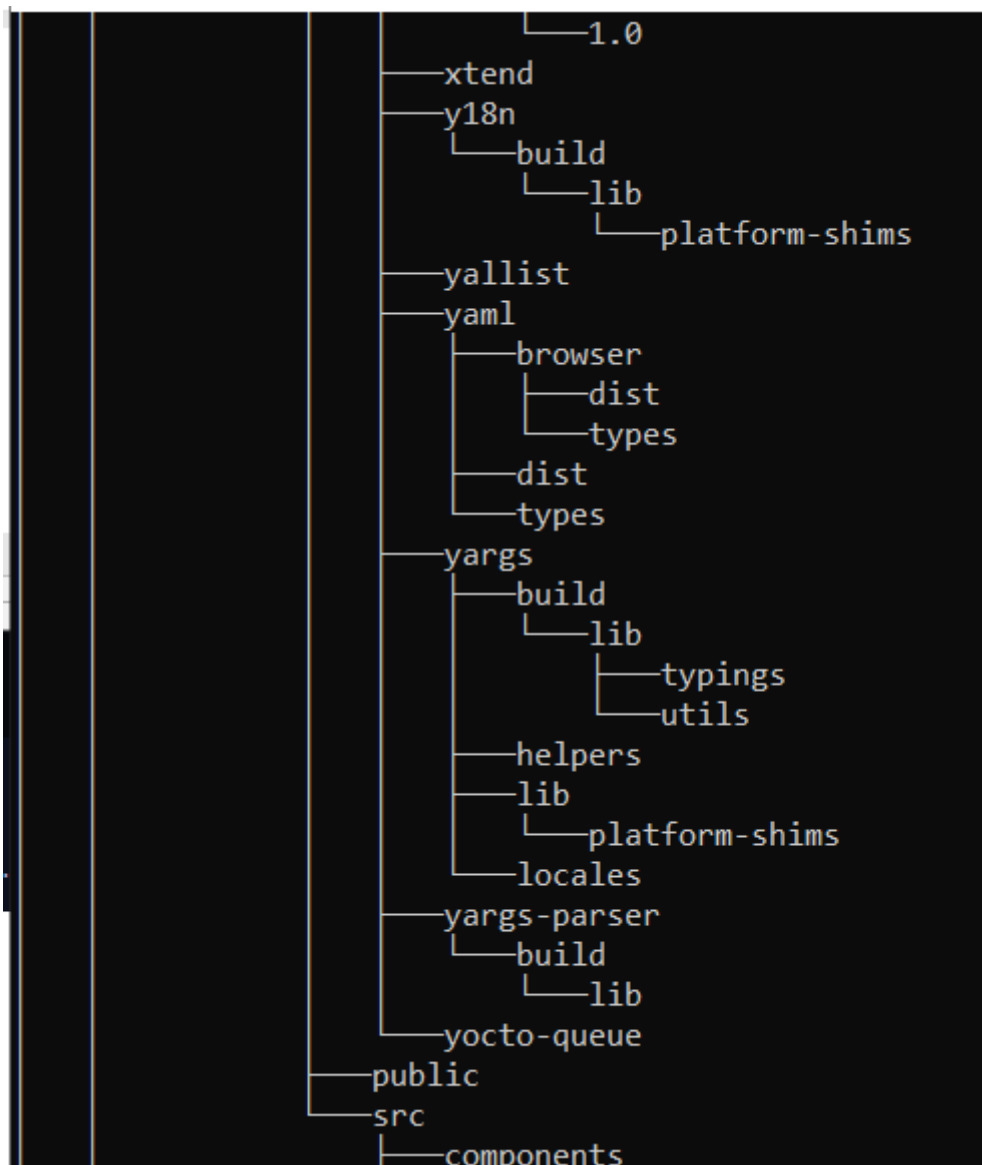 1.0
xtend
y18n
build
lib
platform-shims
yallist
yaml
browser
dist
types
dist
types
yargs
build
lib
typings
utils
helpers
lib
platform-shims
locales
yargs-parser
build
lib
yocto-queue
public
src
components